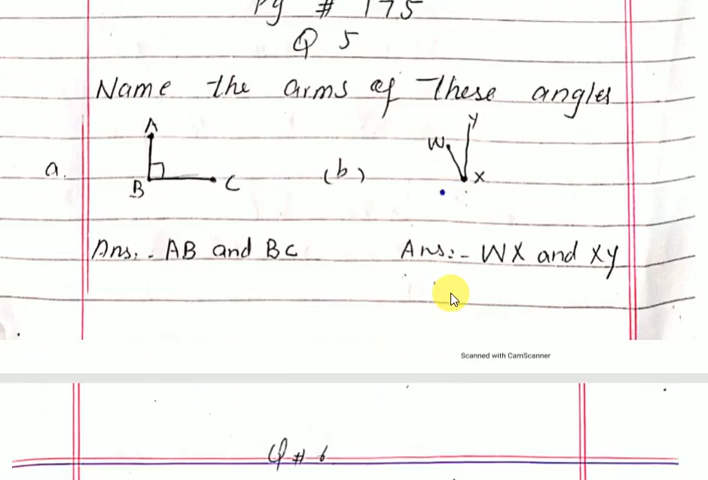 Pg # 175
Q 5
Name the arms of these angles
A
B
C
a.
(b)
Y
W
X
Ans. - AB and BC
Ans:- WX and XY
Scanned with CamScanner
Q # 6